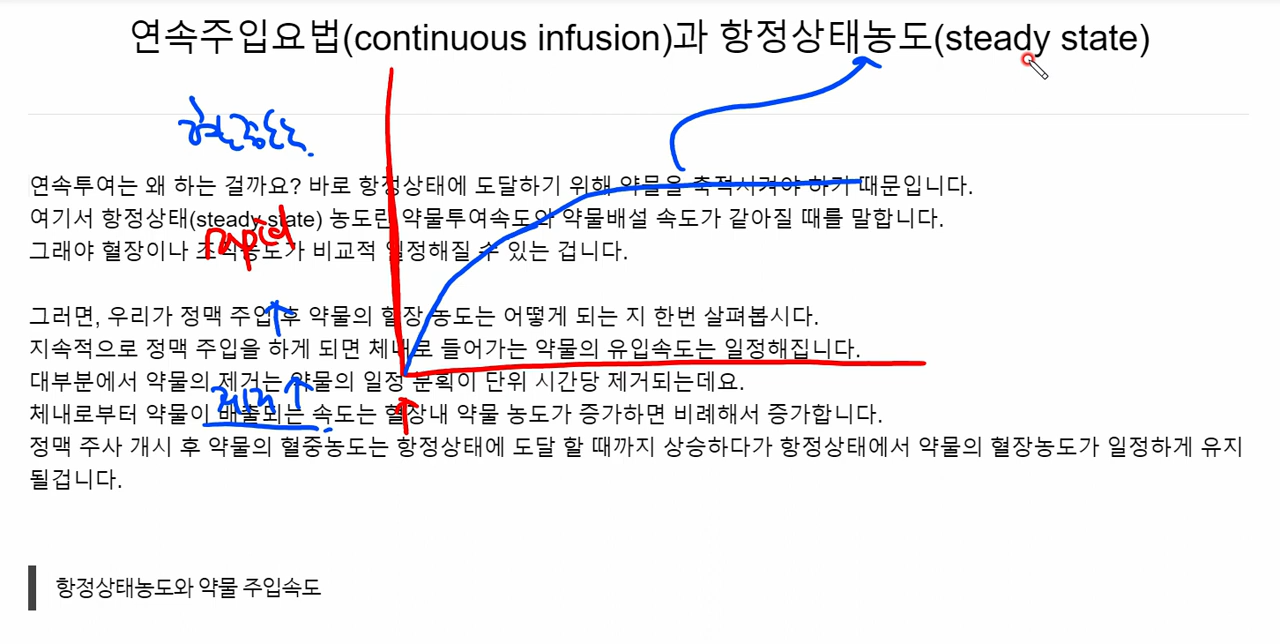 연속주입요법(continuous infusion)과 항정상태농도(steady state)
혈중농도
연속투여는 왜 하는 걸까요? 바로 항정상태에 도달하기 위해 약물을 축적시켜야 하기 때문입니다.
여기서 항정상태(steady state) 농도란 약물투여속도와 약물배설 속도가 같아질 때를 말합니다.
rapid
그래야 혈장이나 조직농도가 비교적 일정해질 수 있는 겁니다.
그러면, 우리가 정맥 주입 후 약물의 혈장 농도는 어떻게 되는 지 한번 살펴봅시다.
지속적으로 정맥 주입을 하게 되면 체내로 들어가는 약물의 유입속도는 일정해집니다.
대부분에서 약물의 제거는 약물의 일정 분획이 단위 시간당 제거되는데요.
제거 ↑
체내로부터 약물이 배출되는 속도는 혈장내 약물 농도가 증가하면 비례해서 증가합니다.
정맥 주사 개시 후 약물의 혈중농도는 항정상태에 도달 할 때까지 상승하다가 항정상태에서 약물의 혈장농도가 일정하게 유지
될겁니다.
항정상태농도와 약물 주입속도